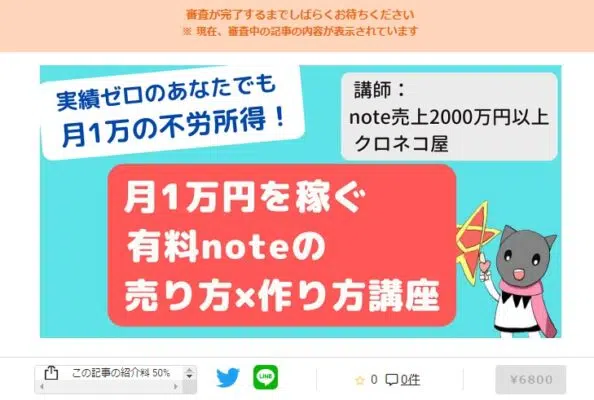 審査が完了するまでしばらくお待ちください
※ 現在、審査中の記事の内容が表示されています
実績ゼロのあなたでも
月1万の不労所得！
講師：
note売上2000万円以上
クロネコ屋
月1万円を稼ぐ
有料noteの
売り方×作り方講座
この記事の紹介料 50%
LINE
0
0件
¥6800